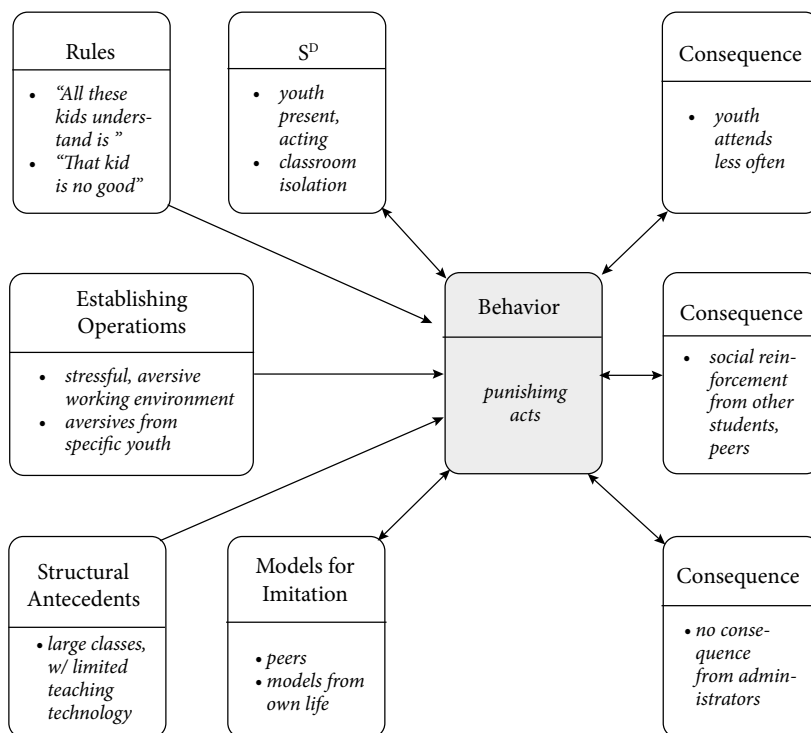 Rules
• “All these
kids unders-
tand is ”
• “That kid
is no good”
S^D
• youth
present,
acting
• classroom
isolation
Consequence
• youth
attends
less often
Establishing
Operatioms
• stressful, aversive
working environment
• aversives from
specific youth
Behavior
punishimg
acts
Consequence
• social rein-
forcement
from other
students,
peers
Structural
Antecedents
• large classes,
w/ limited
teaching
technology
Models for
Imitation
• peers
• models from
own life
Consequence
• no conse-
quence
from admin-
istrators